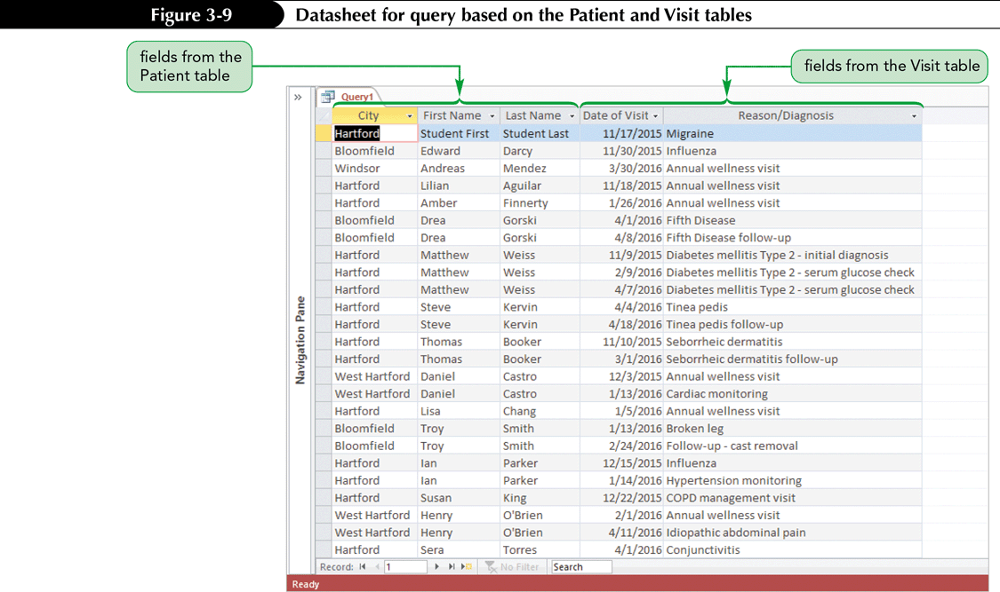 Figure 3-9 Datasheet for query based on the Patient and Visit tables
fields from the
Patient table
fields from the Visit table
Query1
City First Name Last Name Date of Visit Reason/Diagnosis
Hartford Student First Student Last 11/17/2015 Migraine
Bloomfield Edward Darcy 11/30/2015 Influenza
Windsor Andreas Mendez 3/30/2016 Annual wellness visit
Hartford Lilian Aguilar 11/18/2015 Annual wellness visit
Hartford Amber Finnerty 1/26/2016 Annual wellness visit
Bloomfield Drea Gorski 4/1/2016 Fifth Disease
Bloomfield Drea Gorski 4/8/2016 Fifth Disease follow-up
Hartford Matthew Weiss 11/9/2015 Diabetes mellitis Type 2 - initial diagnosis
Hartford Matthew Weiss 2/9/2016 Diabetes mellitis Type 2 - serum glucose check
Hartford Matthew Weiss 4/7/2016 Diabetes mellitis Type 2 - serum glucose check
Hartford Steve Kervin 4/4/2016 Tinea pedis
Hartford Steve Kervin 4/18/2016 Tinea pedis follow-up
Hartford Thomas Booker 11/10/2015 Seborrheic dermatitis
Hartford Thomas Booker 3/1/2016 Seborrheic dermatitis follow-up
West Hartford Daniel Castro 12/3/2015 Annual wellness visit
West Hartford Daniel Castro 1/13/2016 Cardiac monitoring
Hartford Lisa Chang 1/5/2016 Annual wellness visit
Bloomfield Troy Smith 1/13/2016 Broken leg
Bloomfield Troy Smith 2/24/2016 Follow-up - cast removal
Hartford Ian Parker 12/15/2015 Influenza
Hartford Ian Parker 1/14/2016 Hypertension monitoring
Hartford Susan King 12/22/2015 COPD management visit
West Hartford Henry O'Brien 2/1/2016 Annual wellness visit
West Hartford Henry O'Brien 4/11/2016 Idiopathic abdominal pain
Hartford Sera Torres 4/1/2016 Conjunctivitis
Navigation Pane
Record: 1 No Filter Search
Ready